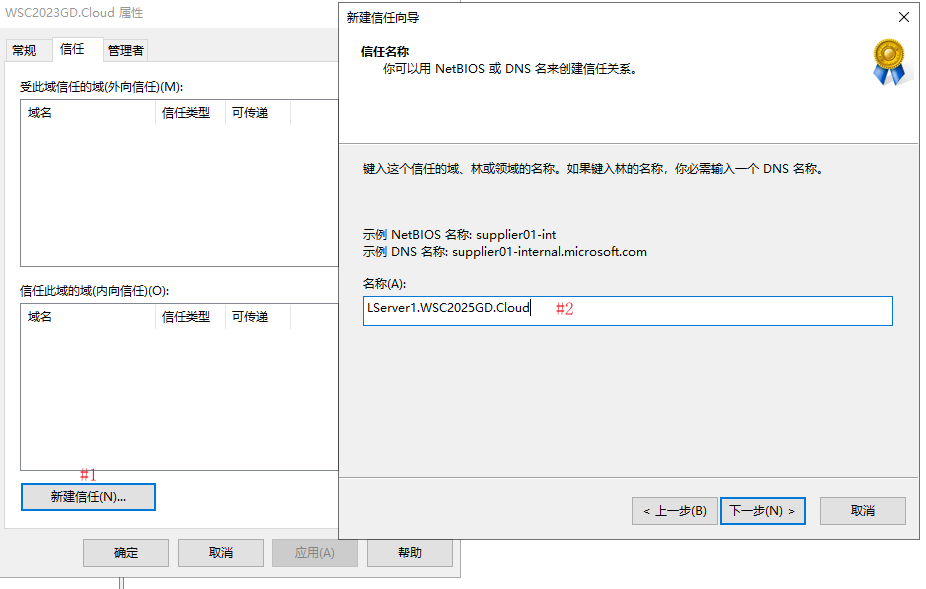 WSC2023GD.Cloud 属性
常规 信任 管理者
受此域信任的域(外向信任)(M):
域名 信任类型 可传递
信任此域的域(内向信任)(O):
域名 信任类型 可传递
#1
新建信任(N)...
确定 取消 应用(A) 帮助
新建信任向导
信任名称
你可以用 NetBIOS 或 DNS 名来创建信任关系。
键入这个信任的域、林或领域的名称。如果键入林的名称，你必需输入一个 DNS 名称。
示例 NetBIOS 名称: supplier01-int
示例 DNS 名称: supplier01-internal.microsoft.com
名称(A):
LServer1.WSC2025GD.Cloud #2
< 上一步(B) 下一步(N) > 取消